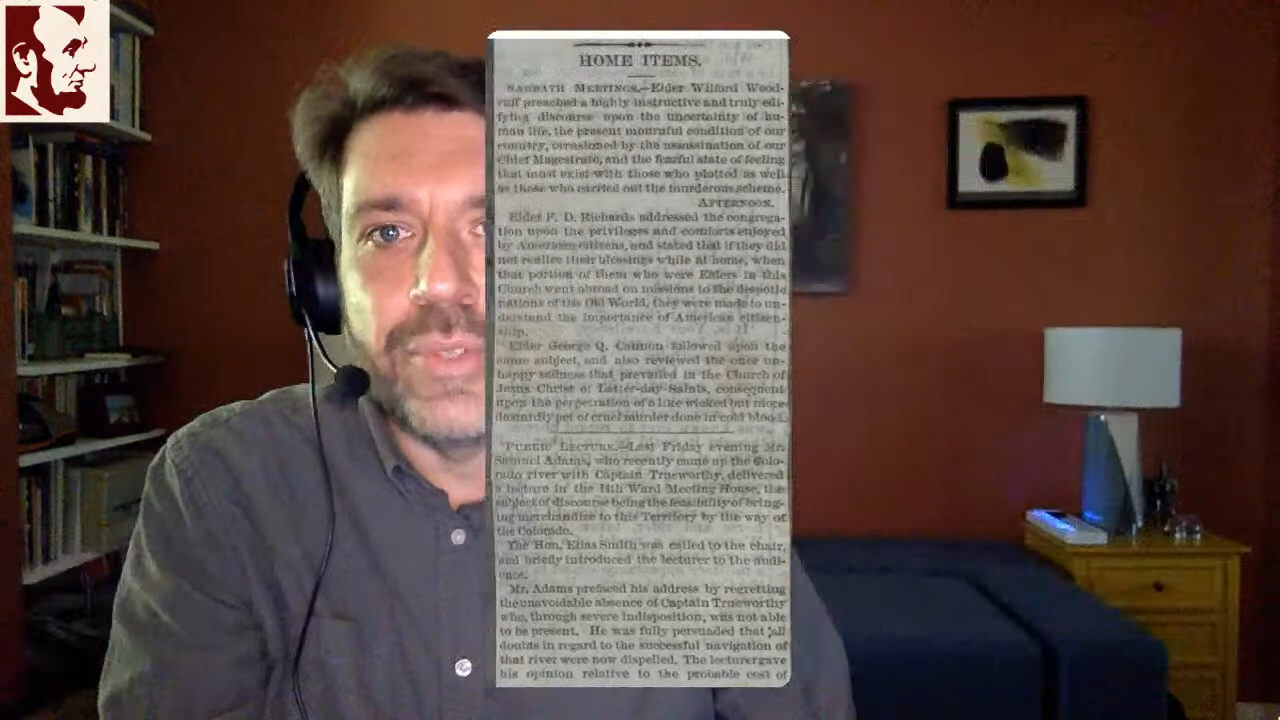 HOME ITEMS.
SABBATH MEETINGS.—Elder Wilford Wood-
ruff preached a highly instructive and truly edi-
fying discourse upon the uncertainty of hu-
man life, the present mournful condition of our
country, occasioned by the assassination of our
Chief Magestrate, and the fearful state of feeling
that must exist with those who plotted as well
as those who carried out the murderous scheme.
AFTERNOON.
Elder F. D. Richards addressed the congrega-
tion upon the privileges and comforts enjoyed
by American citizens, and stated that if they did
not realize their blessings while at home, when
that portion of them who were Elders in this
Church went abroad on missions to the despotic
nations of the Old World, they were made to un-
derstand the importance of American citizen-
ship.
Elder George Q. Cannon followed upon the
same subject, and also reviewed the once un-
happy sadness that prevailed in the Church of
Jesus Christ of Latter-day Saints, consequent
upon the perpetration of a like wicked but more
dastardly yet of cruel murder done in cold blood.
PUBLIC LECTURE.—Last Friday evening Mr.
Samuel Adams, who recently came up the Colo-
rado river with Captain Trueworthy, delivered
a lecture in the 14th Ward Meeting House, the
subject of discourse being the feasibility of bring-
ing merchandize to this Territory by the way of
the Colorado.
The Hon. Elias Smith was called to the chair,
and briefly introduced the lecturer to the audi-
ence.
Mr. Adams prefaced his address by regretting
the unavoidable absence of Captain Trueworthy
who, through severe indisposition, was not able
to be present. He was fully persuaded that all
doubts in regard to the successful navigation of
that river were now dispelled. The lecturer gave
his opinion relative to the probable cost of